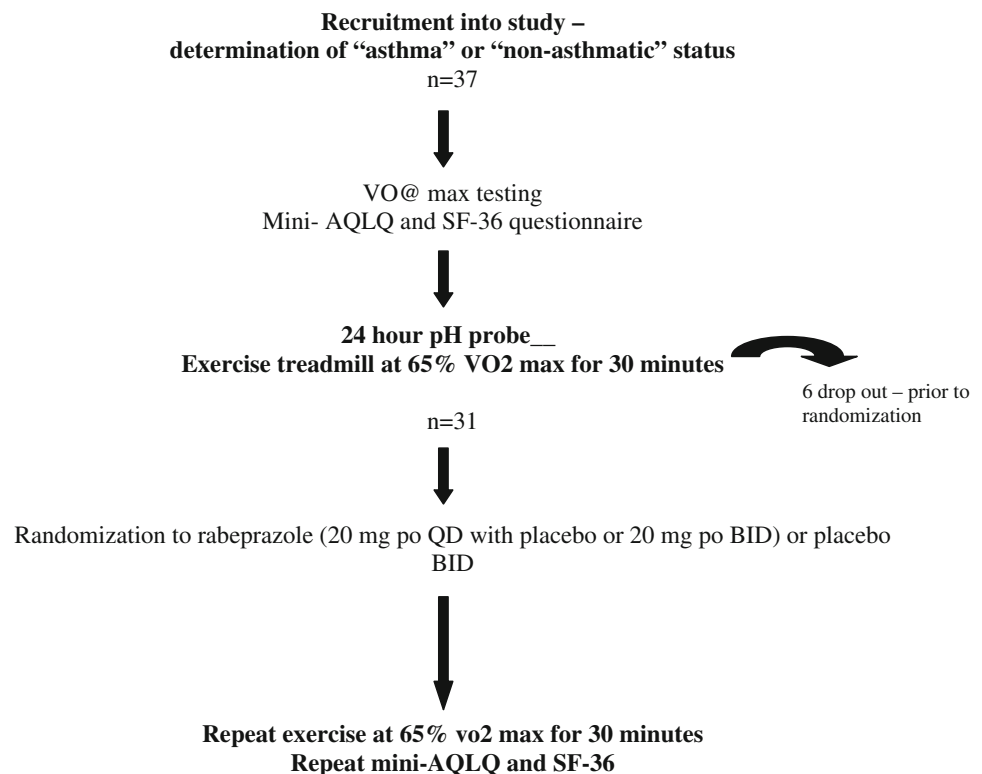 Recruitment into study –
determination of “asthma” or “non-asthmatic” status
n=37
VO@ max testing
Mini- AQLQ and SF-36 questionnaire
24 hour pH probe__
Exercise treadmill at 65% VO2 max for 30 minutes
6 drop out – prior to
randomization
n=31
Randomization to rabeprazole (20 mg po QD with placebo or 20 mg po BID) or placebo
BID
Repeat exercise at 65% vo2 max for 30 minutes
Repeat mini-AQLQ and SF-36